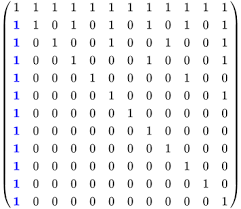 1 1 1 1 1 1 1 1 1 1 1 1
1 1 0 1 0 1 0 1 0 1 0 1
1 0 1 0 0 1 0 0 1 0 0 1
1 0 0 1 0 0 0 1 0 0 0 1
1 0 0 0 1 0 0 0 0 1 0 0
1 0 0 0 0 1 0 0 0 0 0 1
1 0 0 0 0 0 1 0 0 0 0 0
1 0 0 0 0 0 0 1 0 0 0 0
1 0 0 0 0 0 0 0 1 0 0 0
1 0 0 0 0 0 0 0 0 1 0 0
1 0 0 0 0 0 0 0 0 0 1 0
1 0 0 0 0 0 0 0 0 0 0 1